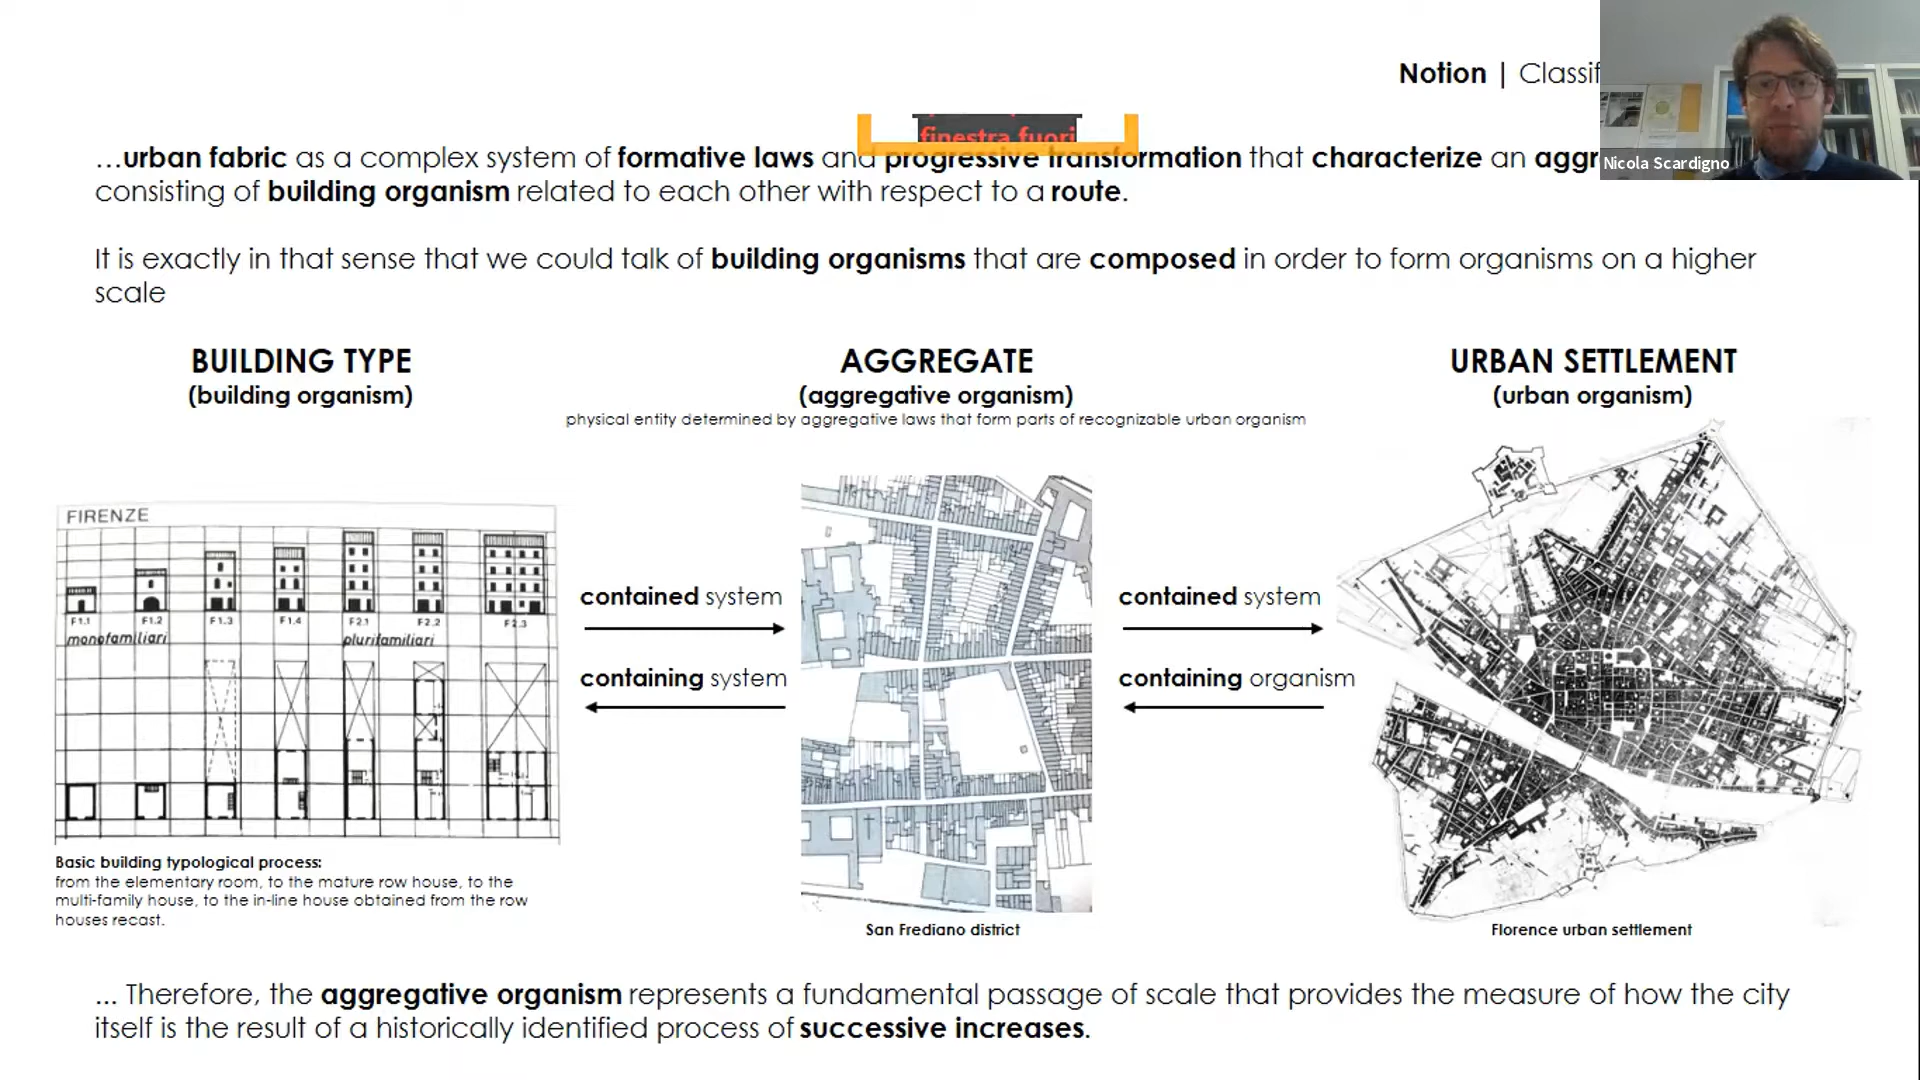 Notion | Classif
Nicola Scardigno
finestra fuori
…urban fabric as a complex system of formative laws and progressive transformation that characterize an aggr
consisting of building organism related to each other with respect to a route.
It is exactly in that sense that we could talk of building organisms that are composed in order to form organisms on a higher
scale
BUILDING TYPE
(building organism)
AGGREGATE
(aggregative organism)
physical entity determined by aggregative laws that form parts of recognizable urban organism
URBAN SETTLEMENT
(urban organism)
FIRENZE
F1.1 F1.2 F1.3 F1.4 F2.1 F2.2 F2.3
monofamiliari plurifamiliari
contained system
containing system
contained system
containing organism
Basic building typological process:
from the elementary room, to the mature row house, to the
multi-family house, to the in-line house obtained from the row
houses recast.
San Frediano district
Florence urban settlement
... Therefore, the aggregative organism represents a fundamental passage of scale that provides the measure of how the city
itself is the result of a historically identified process of successive increases.